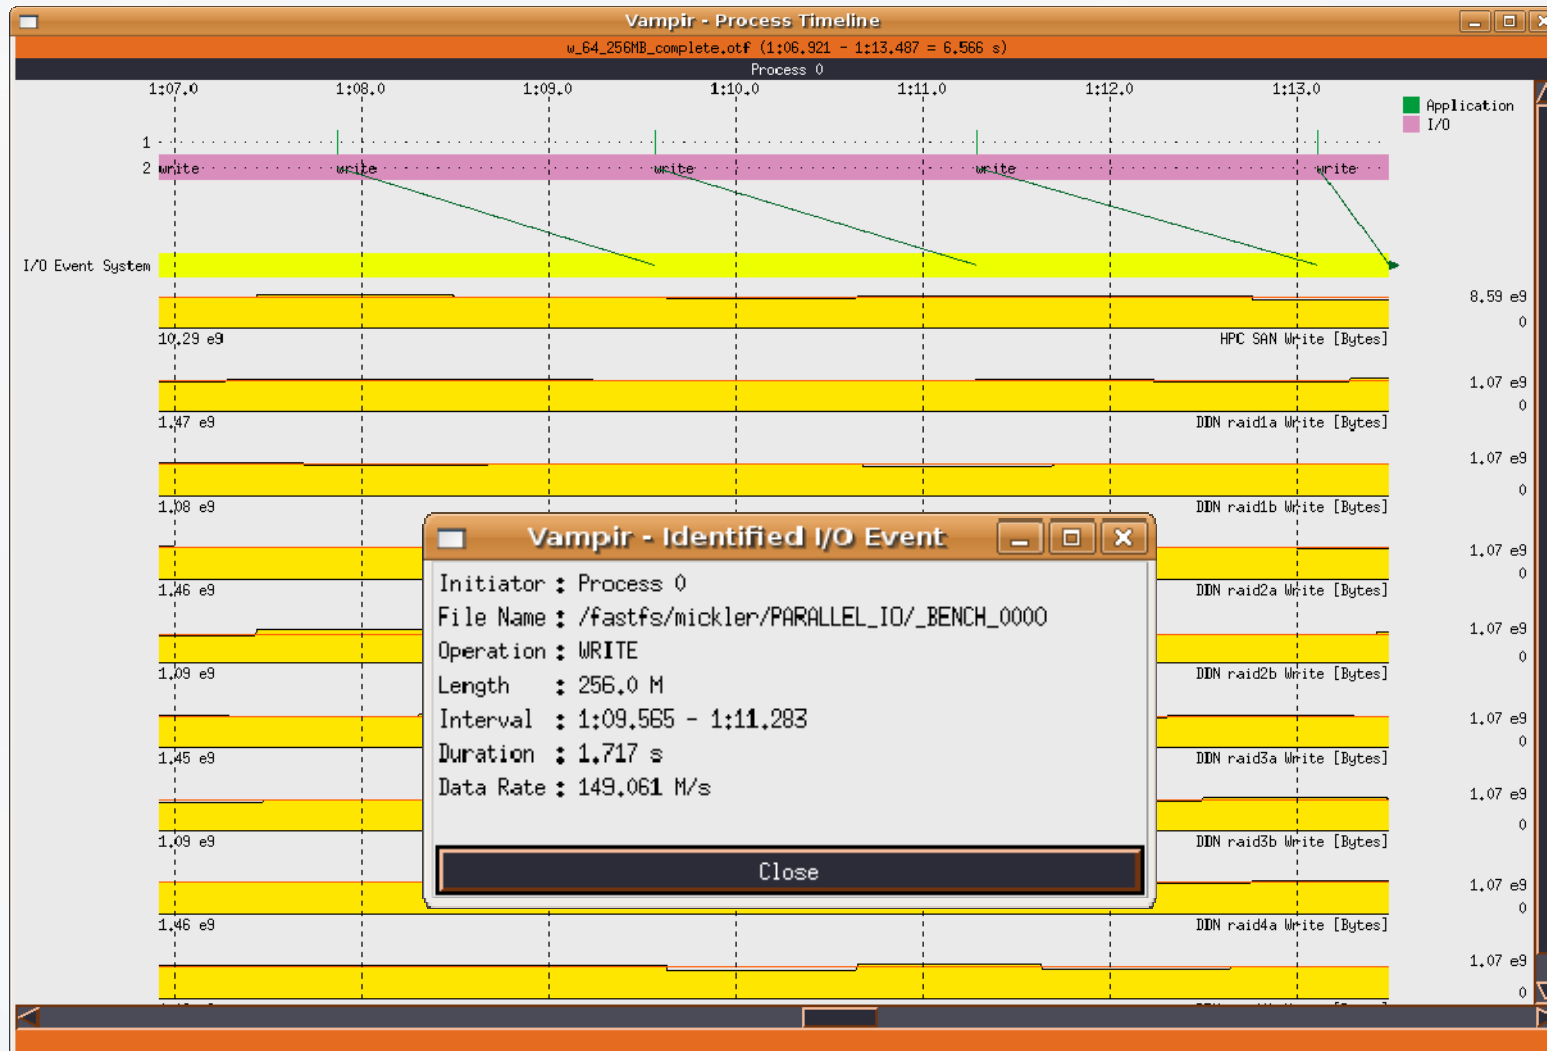 Vampir - Process Timeline
w_64_256MB_complete.otf (1:06.921 - 1:13.487 = 6.566 s)
Process 0
1:07.0 1:08.0 1:09.0 1:10.0 1:11.0 1:12.0 1:13.0
Application
I/O
1
2 write write write write write
I/O Event System
8.59 e9
0
10.29 e9 HPC SAN Write [Bytes]
1.07 e9
0
1.47 e9 DDN raid1a Write [Bytes]
1.07 e9
0
1.08 e9 DDN raid1b Write [Bytes]
1.07 e9
0
1.46 e9 DDN raid2a Write [Bytes]
1.07 e9
0
1.09 e9 DDN raid2b Write [Bytes]
1.07 e9
0
1.45 e9 DDN raid3a Write [Bytes]
1.07 e9
0
1.09 e9 DDN raid3b Write [Bytes]
1.07 e9
0
1.46 e9 DDN raid4a Write [Bytes]
1.07 e9
0
Vampir - Identified I/O Event
Initiator : Process 0
File Name : /fastfs/mickler/PARALLEL_IO/_BENCH_0000
Operation : WRITE
Length : 256.0 M
Interval : 1:09.565 - 1:11.283
Duration : 1.717 s
Data Rate : 149.061 M/s
Close